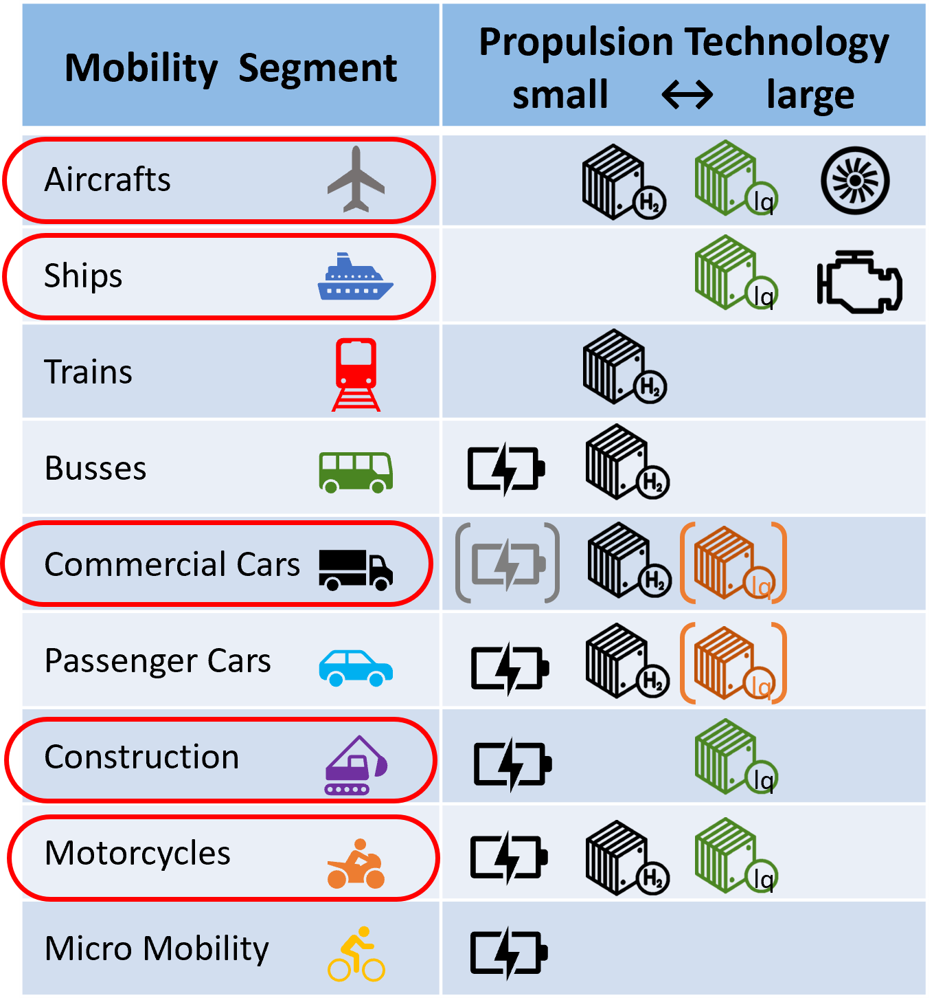 Mobility Segment
Propulsion Technology
small ↔ large
Aircrafts
H2
lq
Ships
lq
Trains
H2
Busses
H2
Commercial Cars
H2
lq
Passenger Cars
H2
lq
Construction
lq
Motorcycles
H2
lq
Micro Mobility